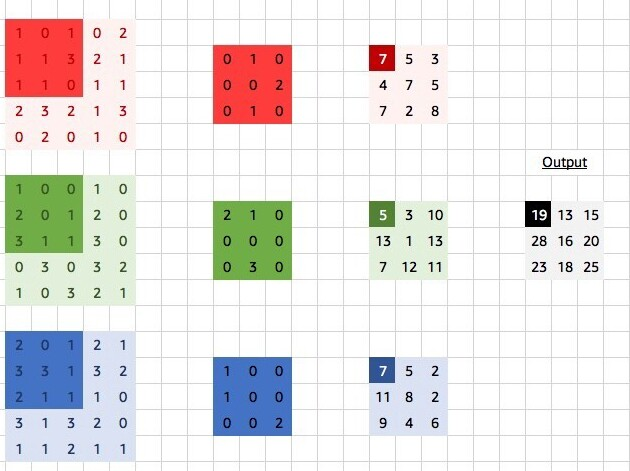 1 0 1 0 2
1 1 3 2 1 0 1 0 7 5 3
1 1 0 1 1 0 0 2 4 7 5
2 3 2 1 3 0 1 0 7 2 8
0 2 0 1 0
Output
1 0 0 1 0
2 0 1 2 0 2 1 0 5 3 10 19 13 15
3 1 1 3 0 0 0 0 13 1 13 28 16 20
0 3 0 3 2 0 3 0 7 12 11 23 18 25
1 0 3 2 1
2 0 1 2 1
3 3 1 3 2 1 0 0 7 5 2
2 1 1 1 0 1 0 0 11 8 2
3 1 3 2 0 0 0 2 9 4 6
1 1 2 1 1